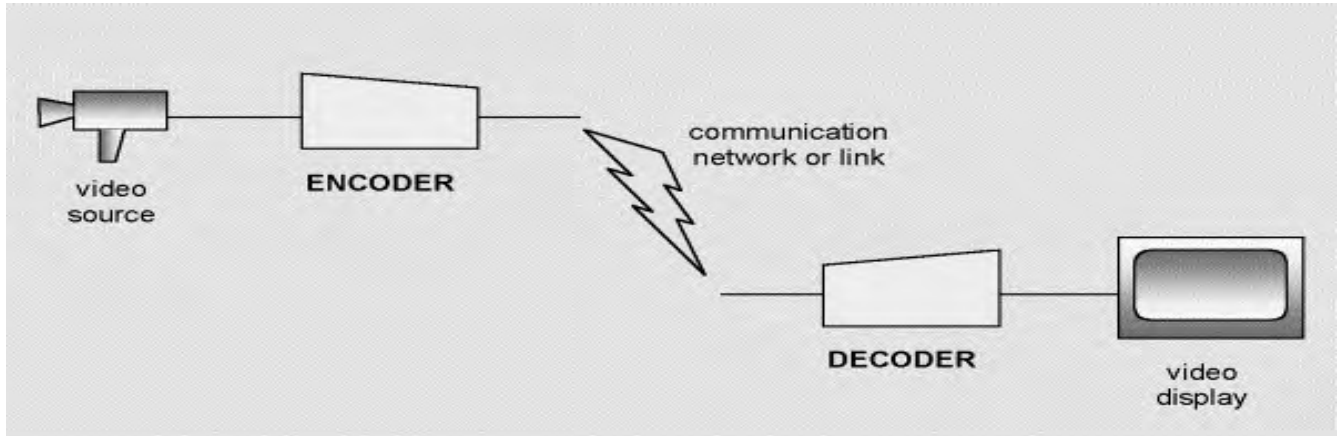 video
source
ENCODER
communication
network or link
DECODER
video
display